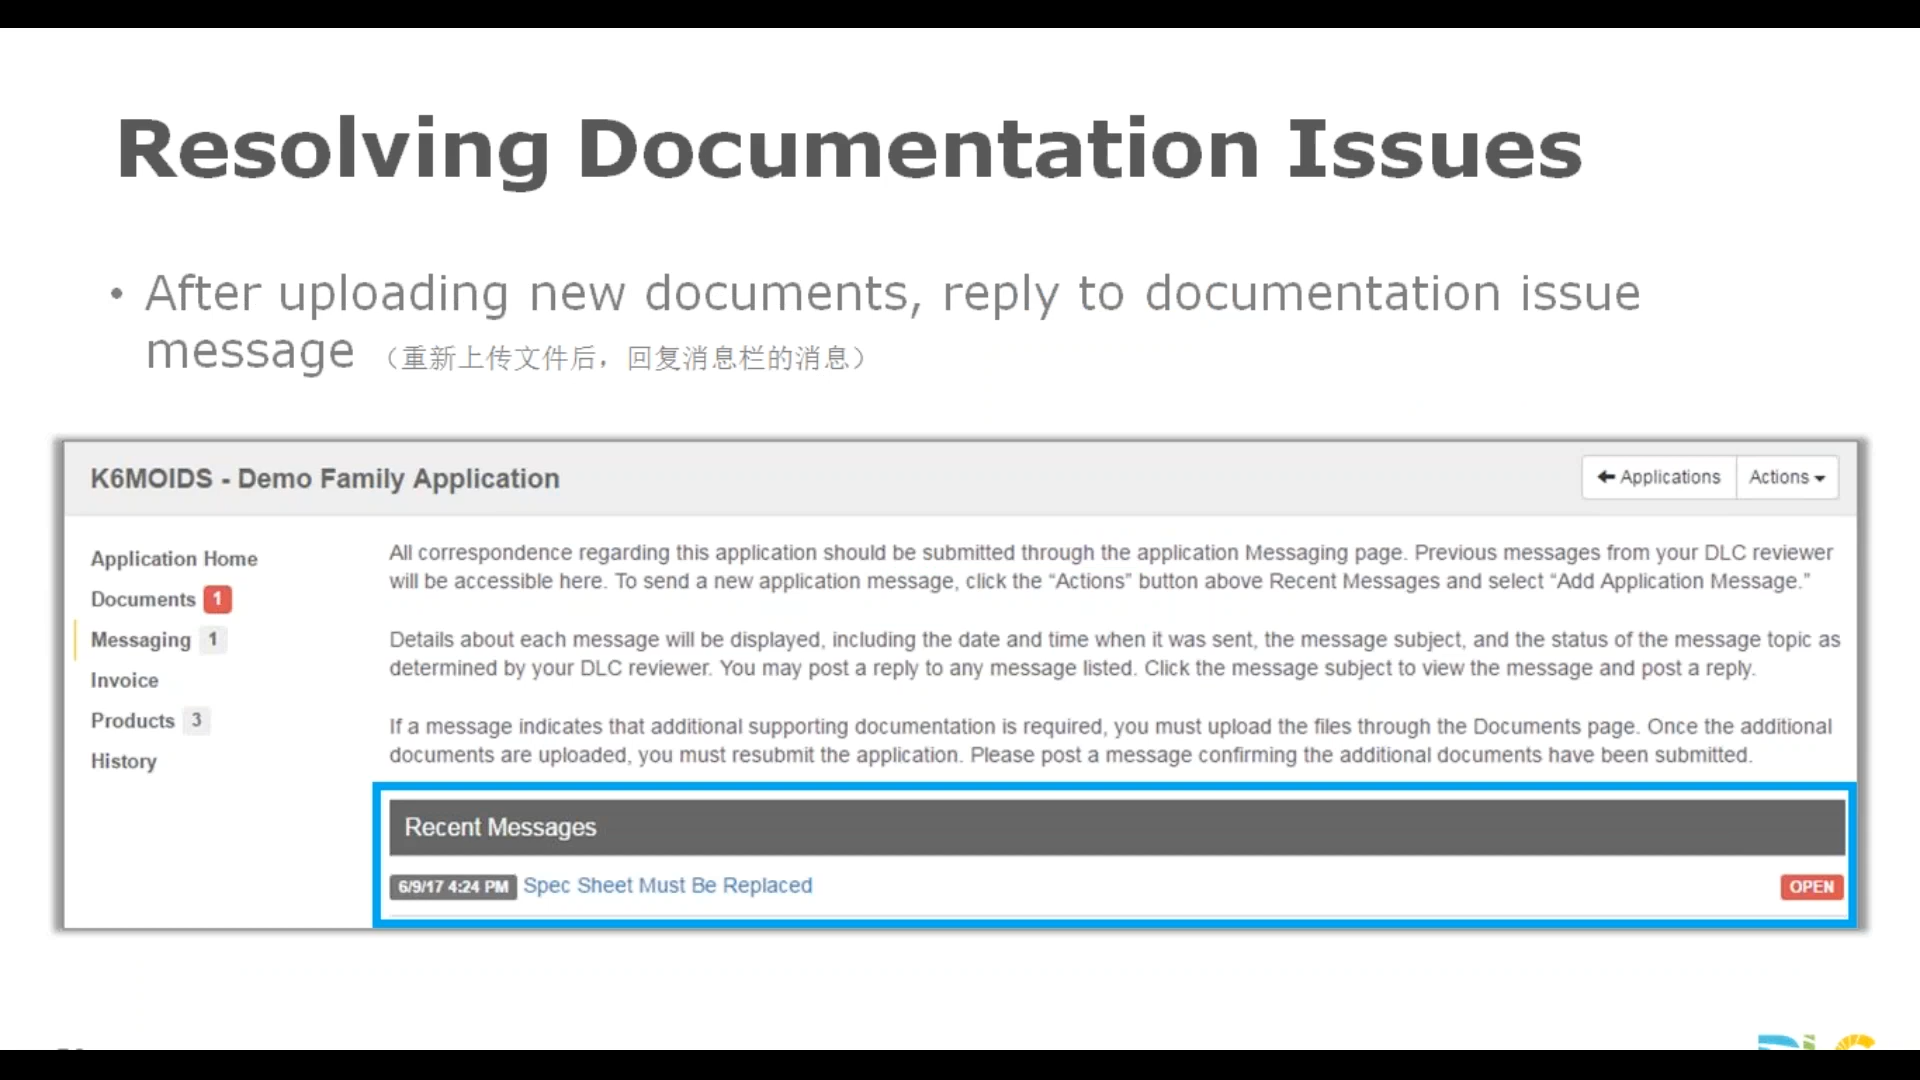 Resolving Documentation Issues
• After uploading new documents, reply to documentation issue
message （重新上传文件后，回复消息栏的消息）
K6MOIDS - Demo Family Application
Applications
Actions
Application Home
Documents 1
Messaging 1
Invoice
Products 3
History
All correspondence regarding this application should be submitted through the application Messaging page. Previous messages from your DLC reviewer
will be accessible here. To send a new application message, click the “Actions” button above Recent Messages and select “Add Application Message.”
Details about each message will be displayed, including the date and time when it was sent, the message subject, and the status of the message topic as
determined by your DLC reviewer. You may post a reply to any message listed. Click the message subject to view the message and post a reply.
If a message indicates that additional supporting documentation is required, you must upload the files through the Documents page. Once the additional
documents are uploaded, you must resubmit the application. Please post a message confirming the additional documents have been submitted.
Recent Messages
6/9/17 4:24 PM Spec Sheet Must Be Replaced
OPEN